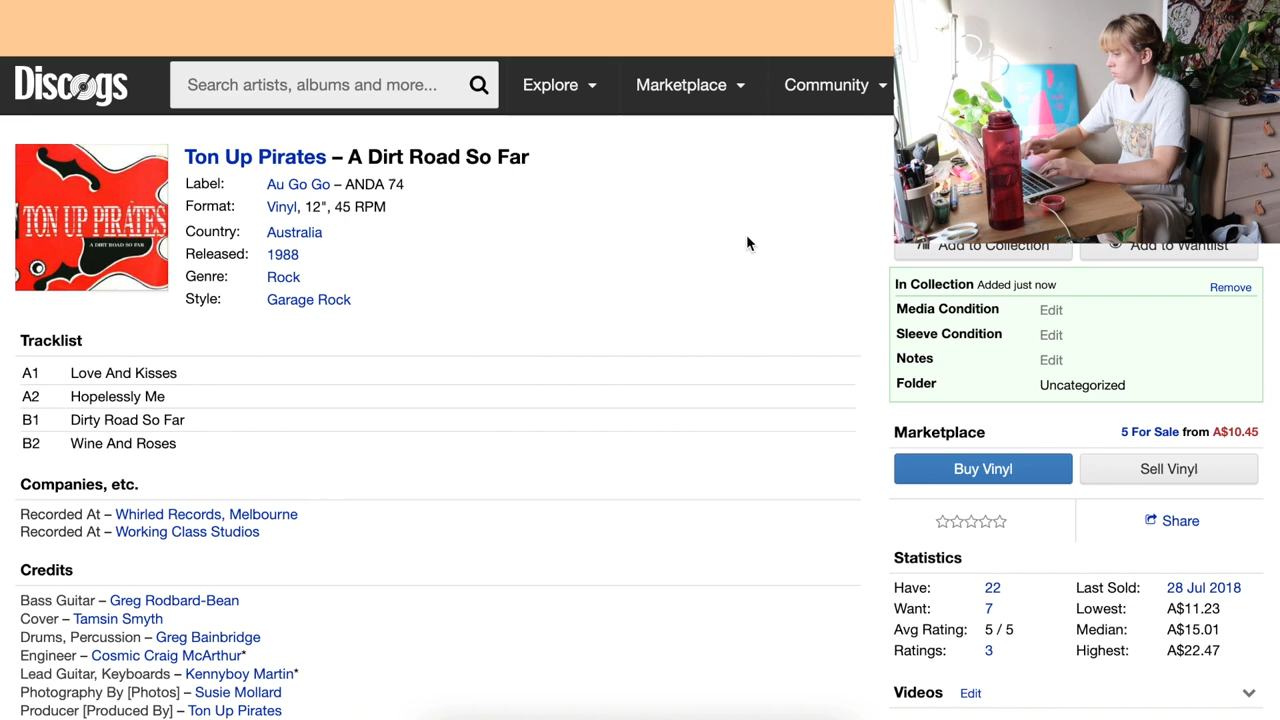 Discogs
Search artists, albums and more...
Explore
Marketplace
Community
TON UP PIRATES
A DIRT ROAD SO FAR
Ton Up Pirates – A Dirt Road So Far
Label: Au Go Go – ANDA 74
Format: Vinyl, 12", 45 RPM
Country: Australia
Released: 1988
Genre: Rock
Style: Garage Rock
Tracklist
A1 Love And Kisses
A2 Hopelessly Me
B1 Dirty Road So Far
B2 Wine And Roses
Companies, etc.
Recorded At – Whirled Records, Melbourne
Recorded At – Working Class Studios
Credits
Bass Guitar – Greg Rodbard-Bean
Cover – Tamsin Smyth
Drums, Percussion – Greg Bainbridge
Engineer – Cosmic Craig McArthur*
Lead Guitar, Keyboards – Kennyboy Martin*
Photography By [Photos] – Susie Mollard
Producer [Produced By] – Ton Up Pirates
Add to Collection
Add to Wantlist
In Collection Added just now
Remove
Media Condition Edit
Sleeve Condition Edit
Notes Edit
Folder Uncategorized
Marketplace
5 For Sale from A$10.45
Buy Vinyl
Sell Vinyl
Share
Statistics
Have: 22
Last Sold: 28 Jul 2018
Want: 7
Lowest: A$11.23
Avg Rating: 5 / 5
Median: A$15.01
Ratings: 3
Highest: A$22.47
Videos Edit